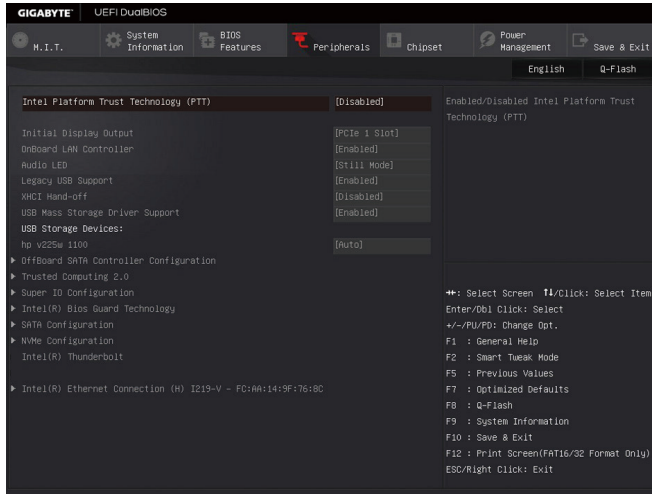 GIGABYTE™ UEFI DualBIOS
M.I.T. System Information BIOS Features Peripherals Chipset Power Management Save & Exit
English Q-Flash
Intel Platform Trust Technology (PTT) [Disabled]
Initial Display Output [PCIe 1 Slot]
OnBoard LAN Controller [Enabled]
Audio LED [Still Mode]
Legacy USB Support [Enabled]
XHCI Hand-off [Disabled]
USB Mass Storage Driver Support [Enabled]
USB Storage Devices:
hp v225w 1100 [Auto]
OffBoard SATA Controller Configuration
Trusted Computing 2.0
Super IO Configuration
Intel(R) Bios Guard Technology
SATA Configuration
NVMe Configuration
Intel(R) Thunderbolt
Intel(R) Ethernet Connection (H) I219-V - FC:AA:14:9F:76:8C
Enabled/Disabled Intel Platform Trust
Technology (PTT)
↔: Select Screen ↑↓/Click: Select Item
Enter/Dbl Click: Select
+/-/PU/PD: Change Opt.
F1 : General Help
F2 : Smart Tweak Mode
F5 : Previous Values
F7 : Optimized Defaults
F8 : Q-Flash
F9 : System Information
F10 : Save & Exit
F12 : Print Screen(FAT16/32 Format Only)
ESC/Right Click: Exit